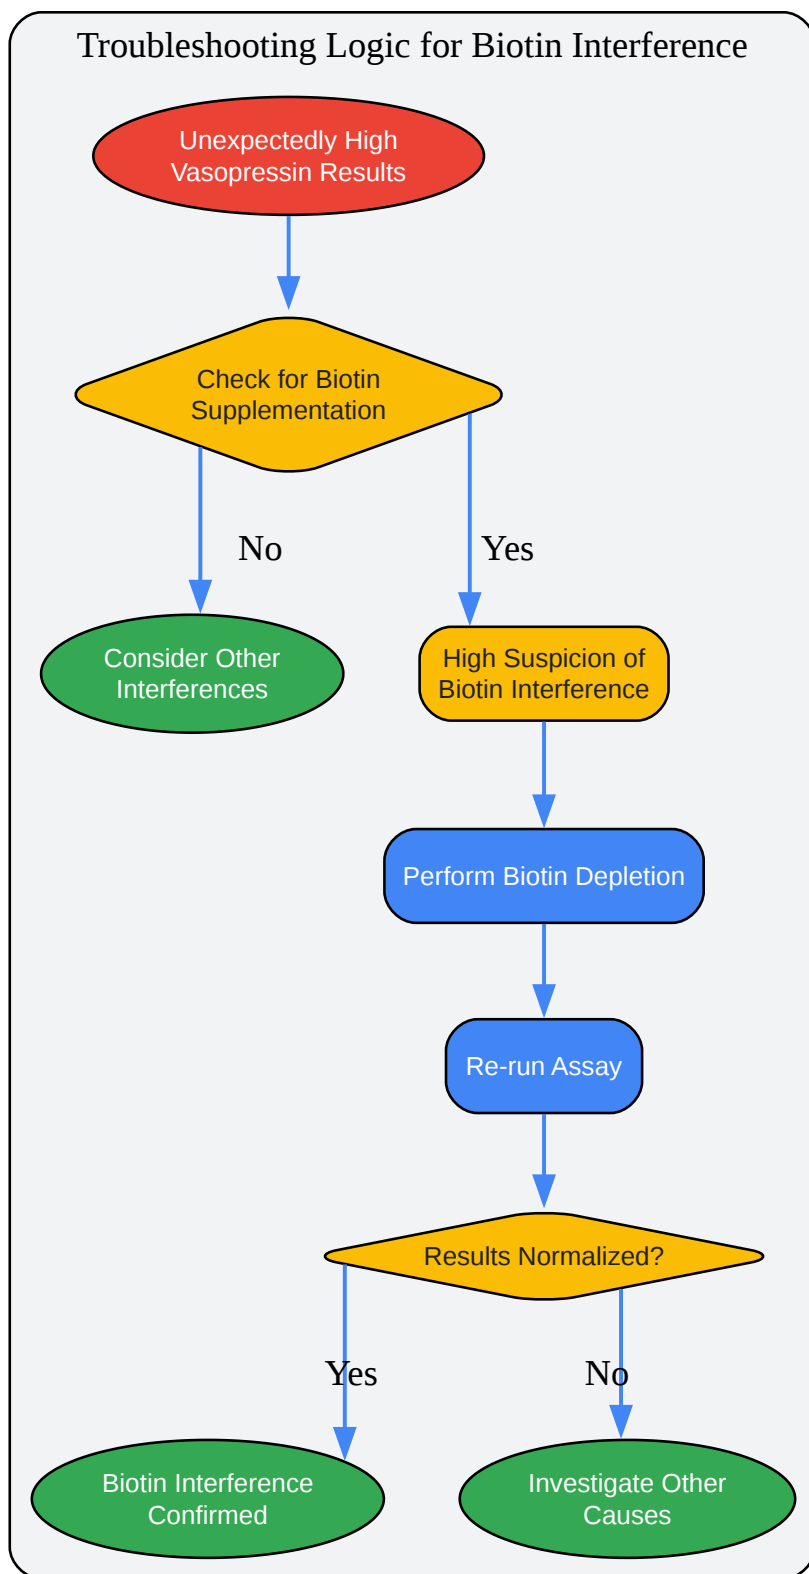 Troubleshooting Logic for Biotin Interference
Unexpectedly High
Vasopressin Results
Check for Biotin
Supplementation
No
Yes
Consider Other
Interferences
High Suspicion of
Biotin Interference
Perform Biotin Depletion
Re-run Assay
Results Normalized?
Yes
No
Biotin Interference
Confirmed
Investigate Other
Causes